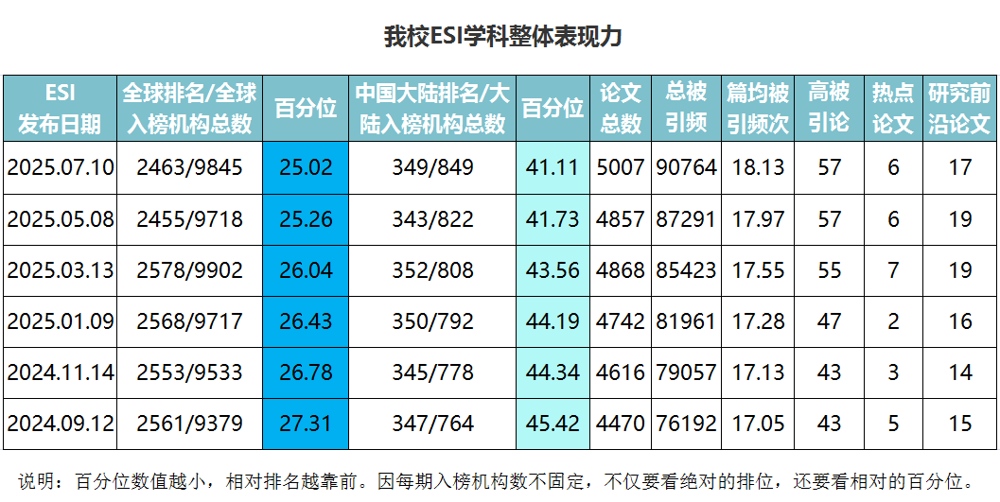 我校ESI学科整体表现力
ESI 全球排名/全球 百分位 中国大陆排名/大 百分位 论文 总被 篇均被 高被 热点 研究前
发布日期 入榜机构总数 陆入榜机构总数 总数 引频 引频次 引论 论文 沿论文
2025.07.10 2463/9845 25.02 349/849 41.11 5007 90764 18.13 57 6 17
2025.05.08 2455/9718 25.26 343/822 41.73 4857 87291 17.97 57 6 19
2025.03.13 2578/9902 26.04 352/808 43.56 4868 85423 17.55 55 7 19
2025.01.09 2568/9717 26.43 350/792 44.19 4742 81961 17.28 47 2 16
2024.11.14 2553/9533 26.78 345/778 44.34 4616 79057 17.13 43 3 14
2024.09.12 2561/9379 27.31 347/764 45.42 4470 76192 17.05 43 5 15
说明：百分位数值越小，相对排名越靠前。因每期入榜机构数不固定，不仅要看绝对的排位，还要看相对的百分位。